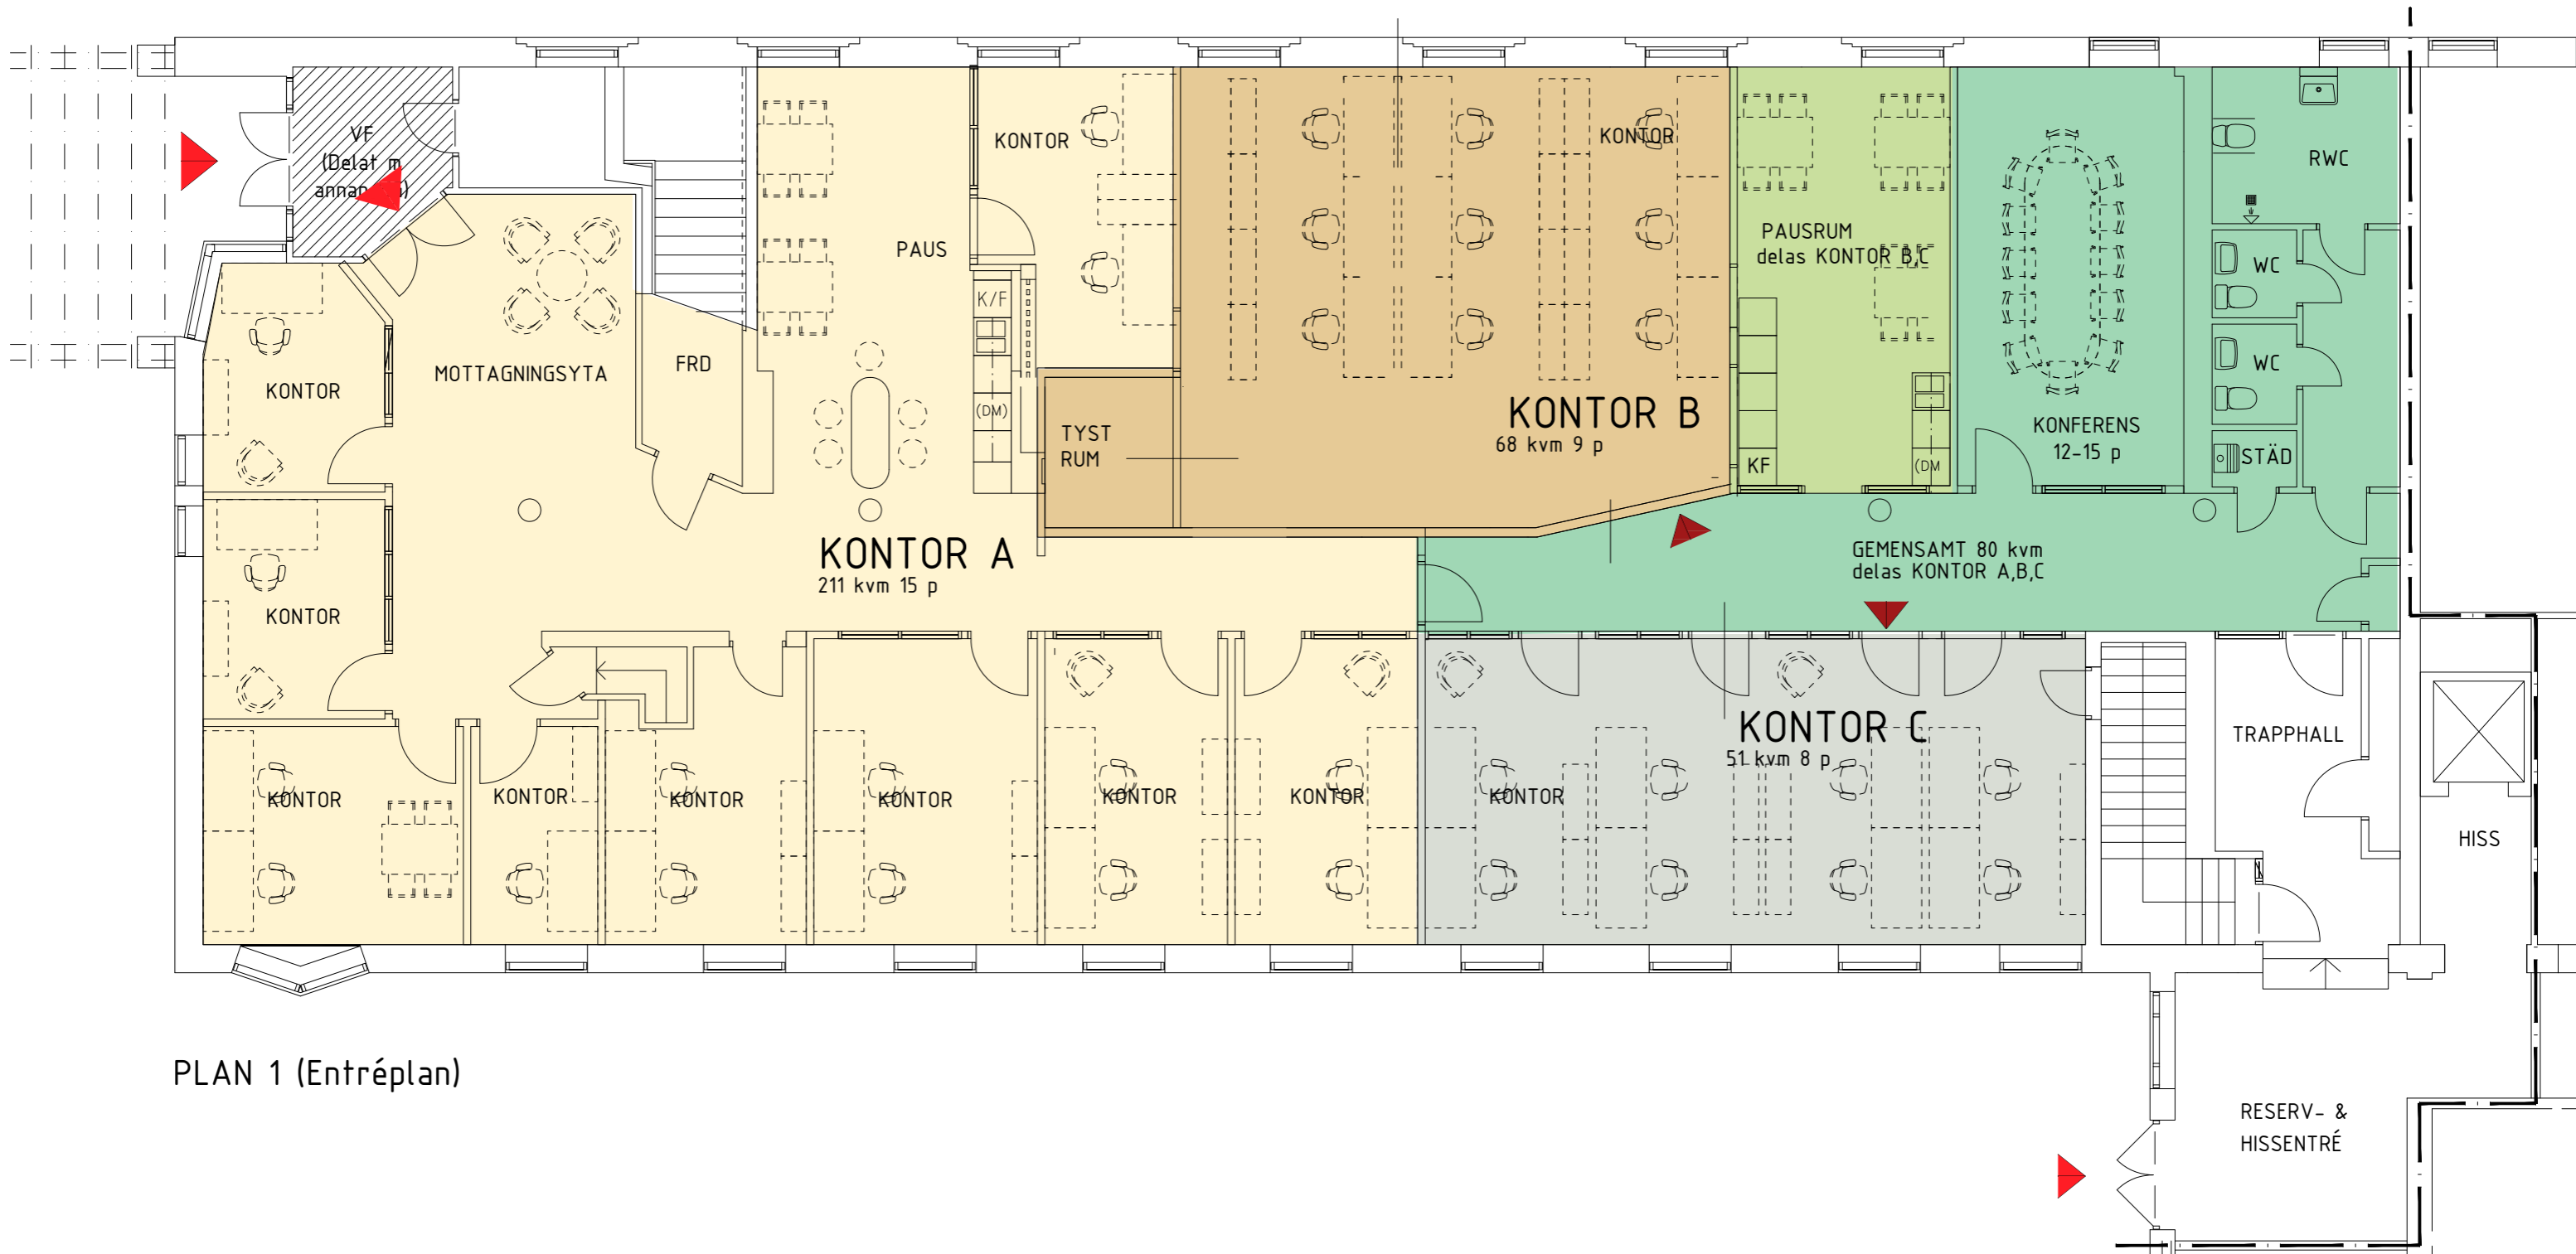 VF
(Delat m
KONTOR
KONTOR
RWC
PAUS
PAUSRUM
delas KONTOR B,C
WC
K/F
FRD
MOTTAGNINGSYTA
WC
KONTOR
(DM)
KONTOR B
68 kvm 9 p
TYST
RUM
KONFERENS
12-15 p
STÄD
KF
(DM
KONTOR A
211 kvm 15 p
GEMENSAMT 80 kvm
delas KONTOR A,B,C
KONTOR
KONTOR C
51 kvm 8 p
TRAPPHALL
KONTOR
KONTOR
KONTOR
KONTOR
KONTOR
KONTOR
KONTOR
HISS
PLAN 1 (Entréplan)
RESERV- &
HISSENTRÉ